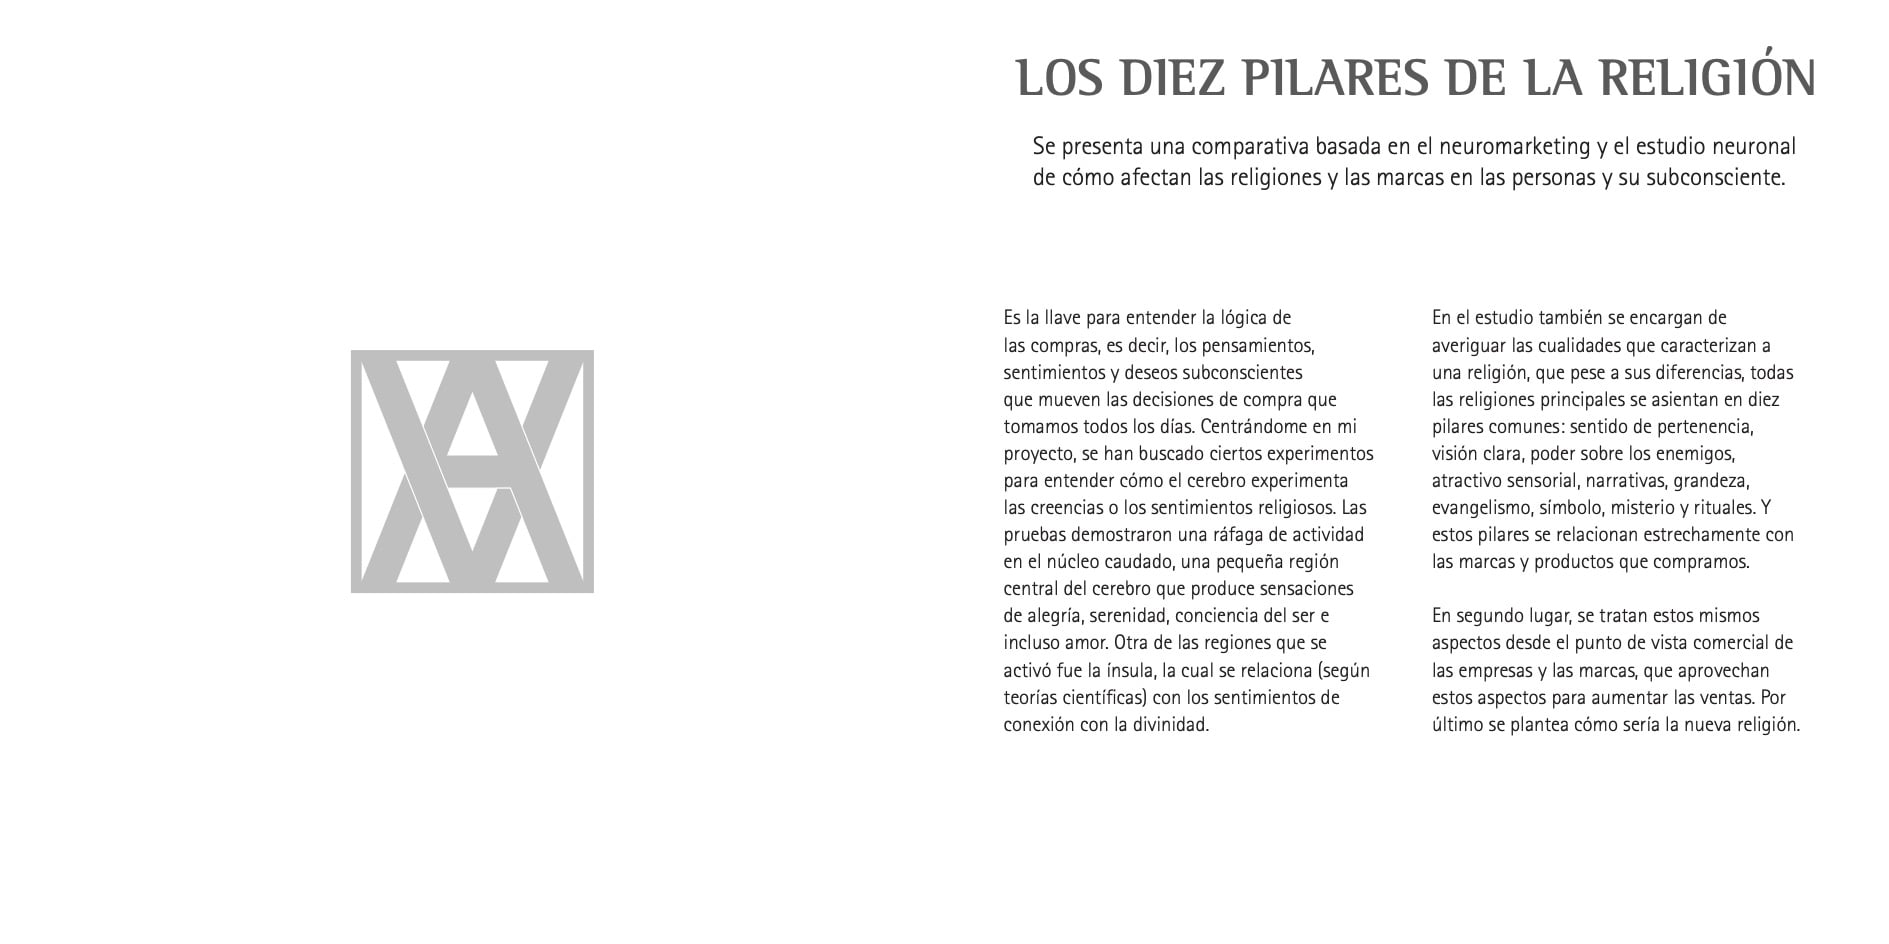 LOS DIEZ PILARES DE LA RELIGIÓN
Se presenta una comparativa basada en el neuromarketing y el estudio neuronal
de cómo afectan las religiones y las marcas en las personas y su subconsciente.
Es la llave para entender la lógica de
las compras, es decir, los pensamientos,
sentimientos y deseos subconscientes
que mueven las decisiones de compra que
tomamos todos los días. Centrándome en mi
proyecto, se han buscado ciertos experimentos
para entender cómo el cerebro experimenta
las creencias o los sentimientos religiosos. Las
pruebas demostraron una ráfaga de actividad
en el núcleo caudado, una pequeña región
central del cerebro que produce sensaciones
de alegría, serenidad, conciencia del ser e
incluso amor. Otra de las regiones que se
activó fue la ínsula, la cual se relaciona (según
teorías científicas) con los sentimientos de
conexión con la divinidad.
En el estudio también se encargan de
averiguar las cualidades que caracterizan a
una religión, que pese a sus diferencias, todas
las religiones principales se asientan en diez
pilares comunes: sentido de pertenencia,
visión clara, poder sobre los enemigos,
atractivo sensorial, narrativas, grandeza,
evangelismo, símbolo, misterio y rituales. Y
estos pilares se relacionan estrechamente con
las marcas y productos que compramos.
En segundo lugar, se tratan estos mismos
aspectos desde el punto de vista comercial de
las empresas y las marcas, que aprovechan
estos aspectos para aumentar las ventas. Por
último se plantea cómo sería la nueva religión.